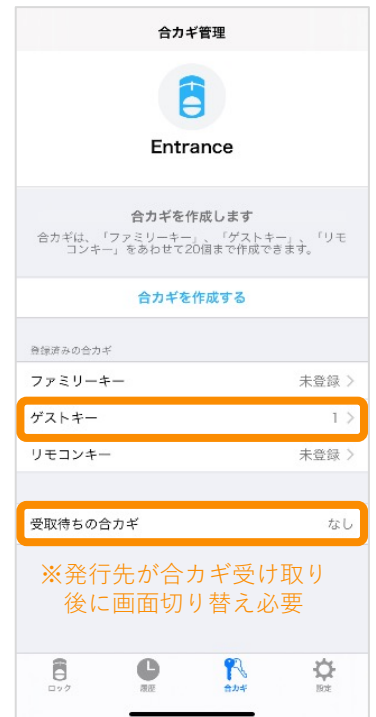 合カギ管理
Entrance
合カギを作成します
合カギは、「ファミリーキー」、「ゲストキー」、「リモ
コンキー」をあわせて20個まで作成できます。
合カギを作成する
登録済みの合カギ
ファミリーキー 未登録
ゲストキー 1
リモコンキー 未登録
受取待ちの合カギ なし
※発行先が合カギ受け取り
後に画面切り替え必要
ロック 履歴 合カギ 設定